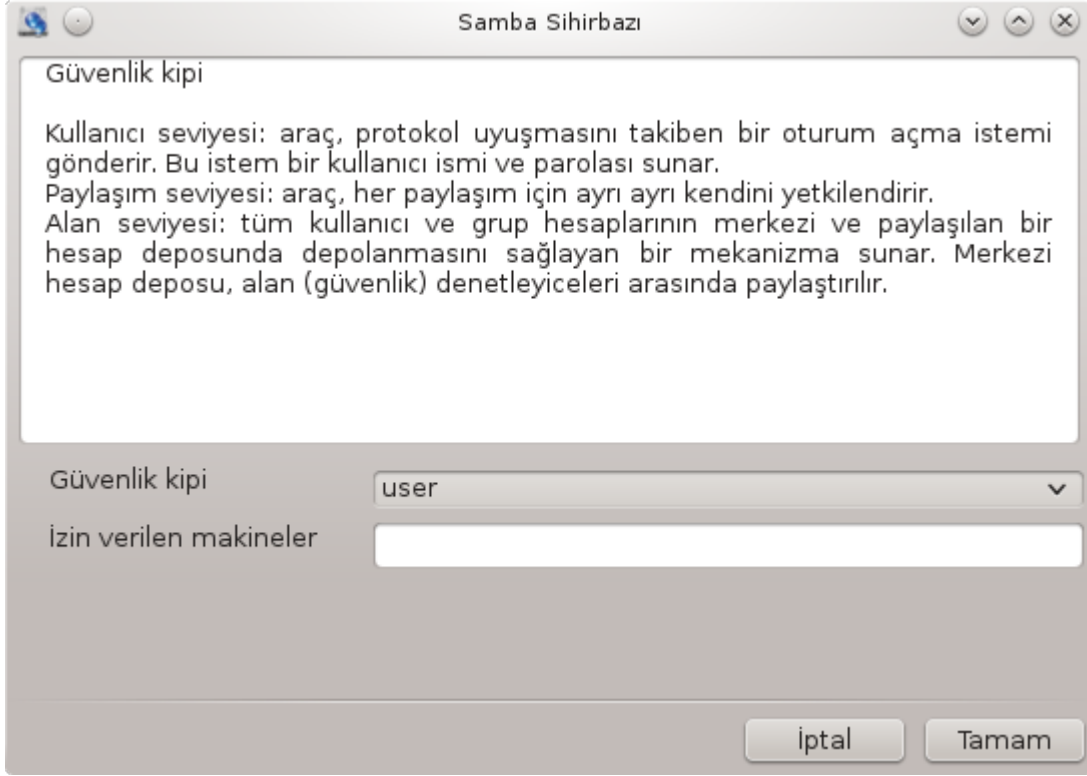 Samba Sihirbazı
Güvenlik kipi
Kullanıcı seviyesi: araç, protokol uyuşmasını takiben bir oturum açma istemi
gönderir. Bu istem bir kullanıcı ismi ve parolası sunar.
Paylaşım seviyesi: araç, her paylaşım için ayrı ayrı kendini yetkilendirir.
Alan seviyesi: tüm kullanıcı ve grup hesaplarının merkezi ve paylaşılan bir
hesap deposunda depolanmasını sağlayan bir mekanizma sunar. Merkezi
hesap deposu, alan (güvenlik) denetleyiceleri arasında paylaştırılır.
Güvenlik kipi
user
İzin verilen makineler
İptal
Tamam